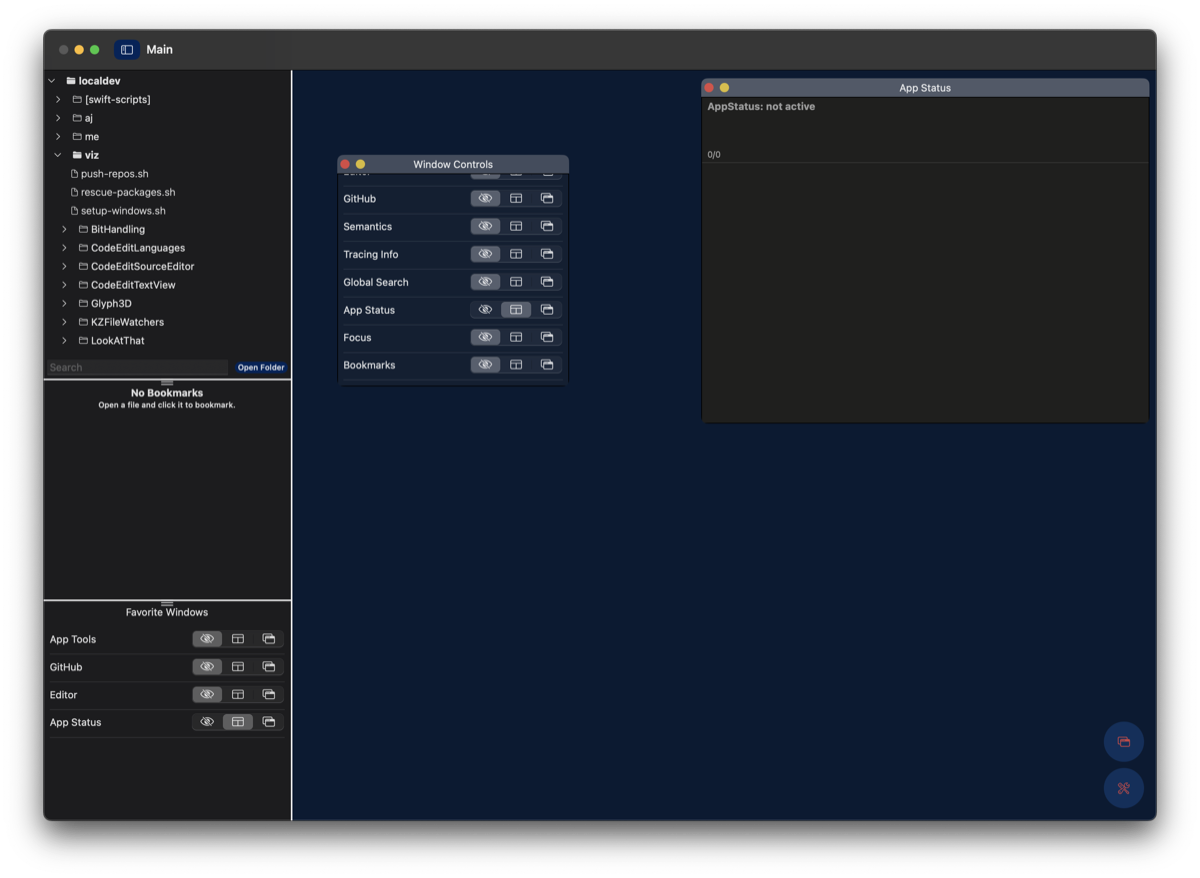 Main
localdev
[swift-scripts]
aj
me
viz
push-repos.sh
rescue-packages.sh
setup-windows.sh
BitHandling
CodeEditLanguages
CodeEditSourceEditor
CodeEditTextView
Glyph3D
KZFileWatchers
LookAtThat
Search
Open Folder
No Bookmarks
Open a file and click it to bookmark.
Favorite Windows
App Tools
GitHub
Editor
App Status
Window Controls
GitHub
Semantics
Tracing Info
Global Search
App Status
Focus
Bookmarks
App Status
AppStatus: not active
0/0